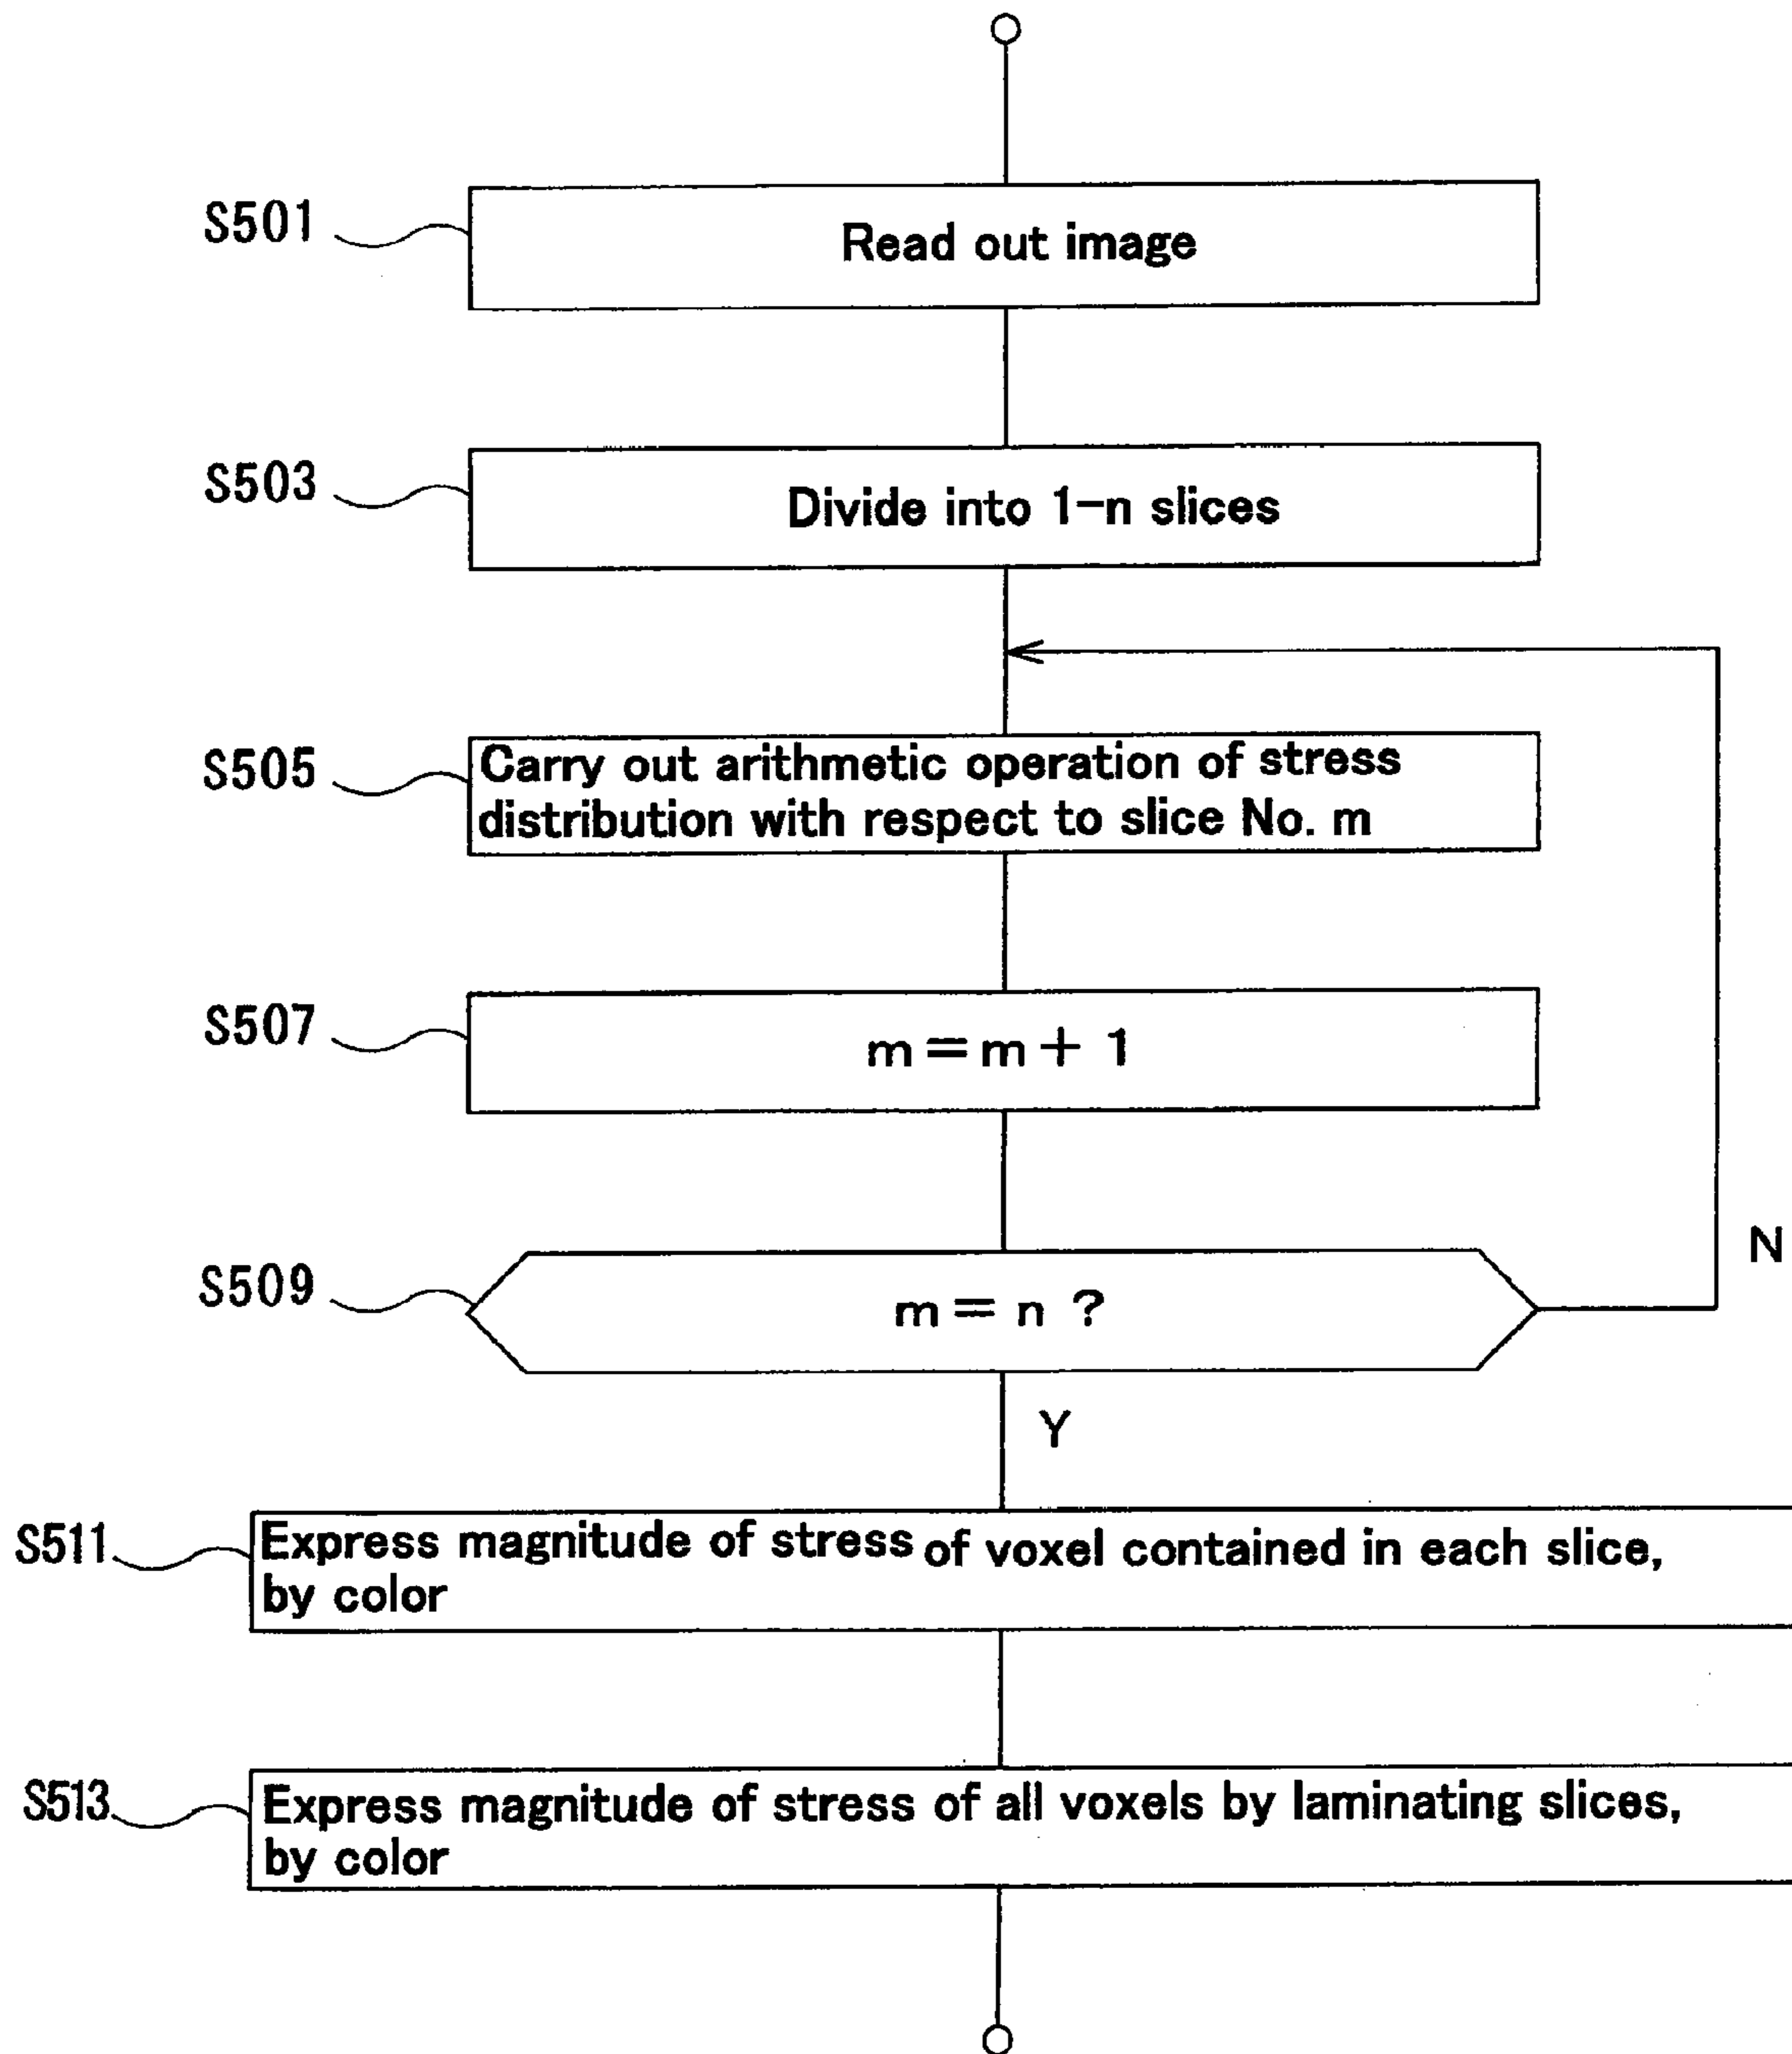 S501
Read out image
S503
Divide into 1-n slices
S505
Carry out arithmetic operation of stress
distribution with respect to slice No. m
S507
m=m+ 1
S509
m= n ?
N
Y
S511
Express magnitude of stress of voxel contained in each slice,
by color
S513
Express magnitude of stress of all voxels by laminating slices,
by color